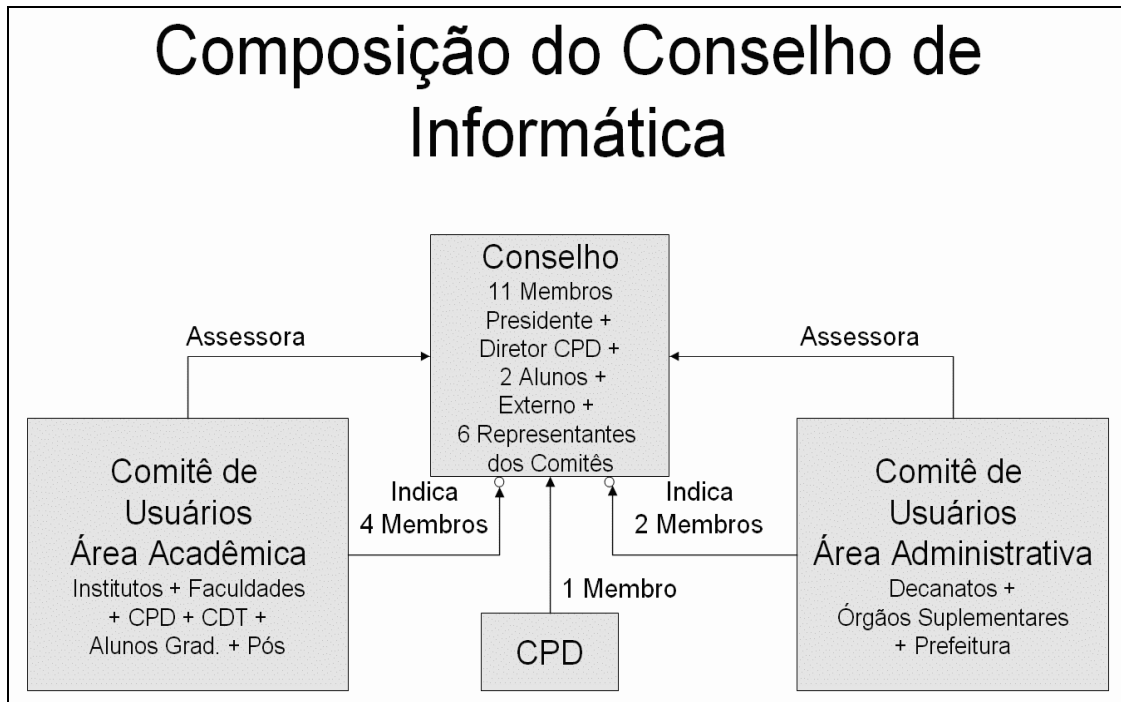 Composição do Conselho de
Informática
Conselho
11 Membros
Presidente +
Diretor CPD +
2 Alunos +
Externo +
6 Representantes
dos Comitês
Assessora
Assessora
Comitê de
Usuários
Área Acadêmica
Institutos + Faculdades
+ CPD + CDT +
Alunos Grad. + Pós
Indica
4 Membros
1 Membro
CPD
Indica
2 Membros
Comitê de
Usuários
Área Administrativa
Decanatos +
Órgãos Suplementares
+ Prefeitura